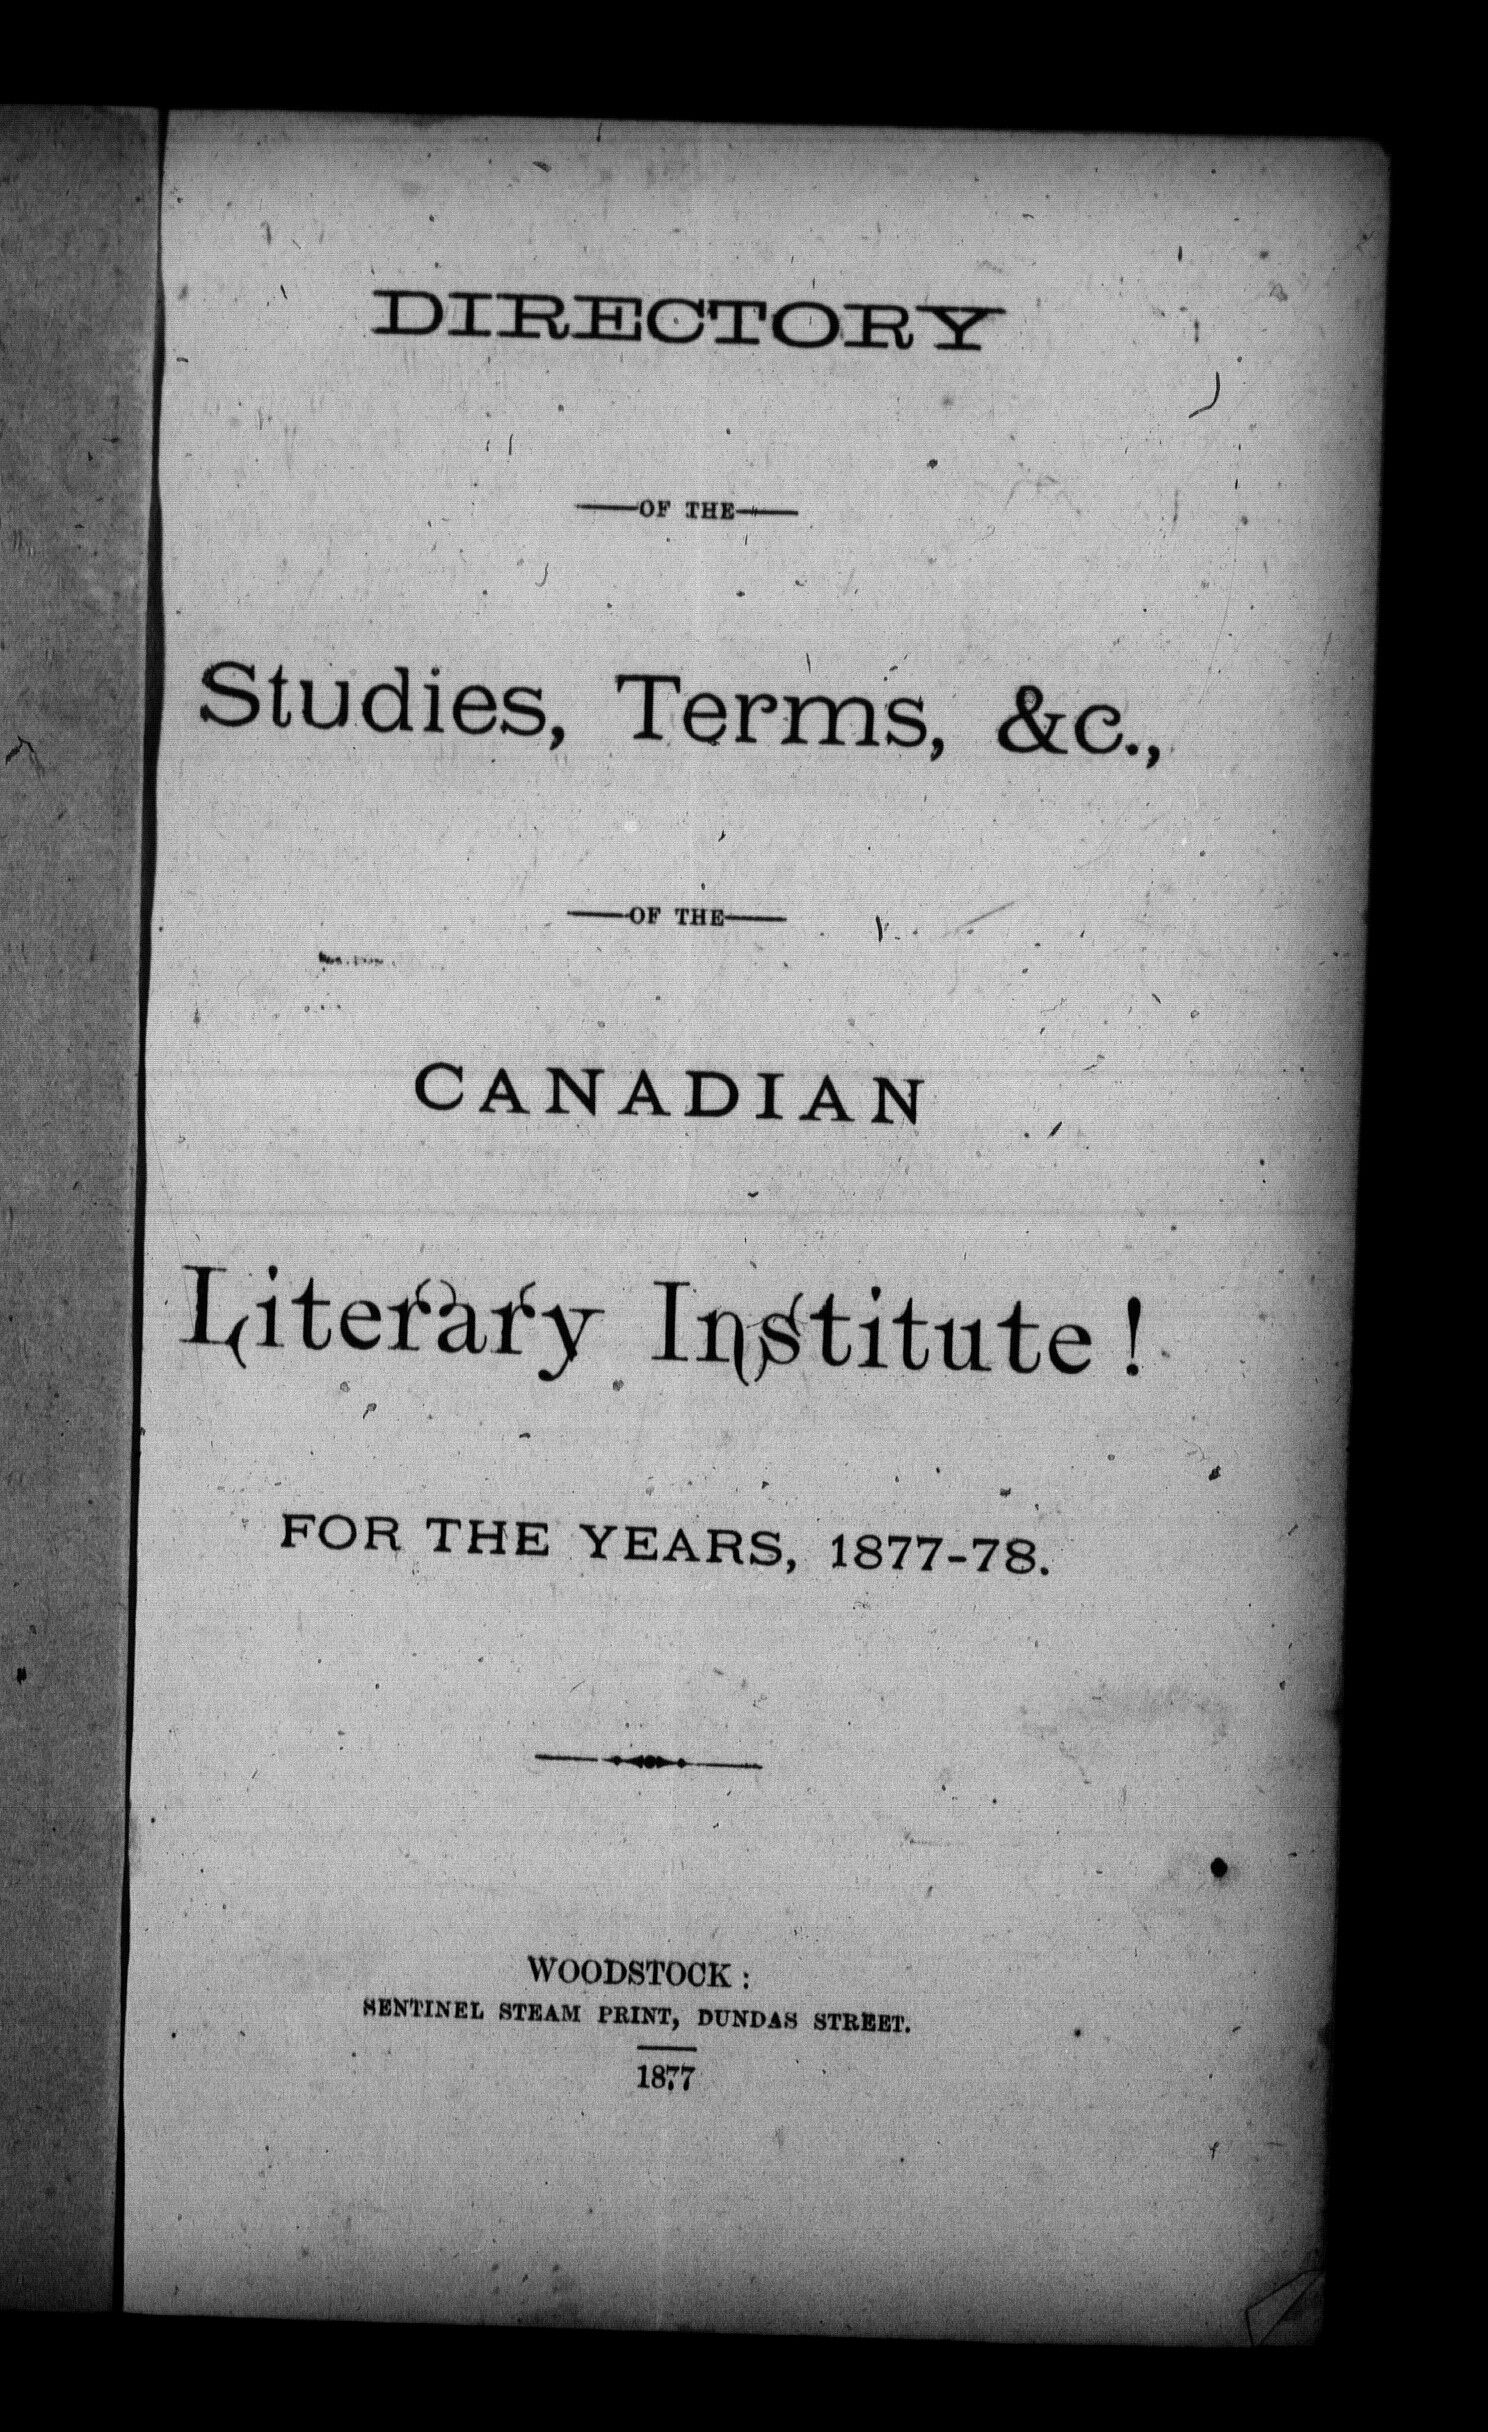 DIRECTORY
OF THE
Studies, Terms, &c.,
OF THE
CANADIAN
Literary Institute!
FOR THE YEARS, 1877-78.
WOODSTOCK:
SENTINEL STEAM PRINT, DUNDAS STREET.
1877